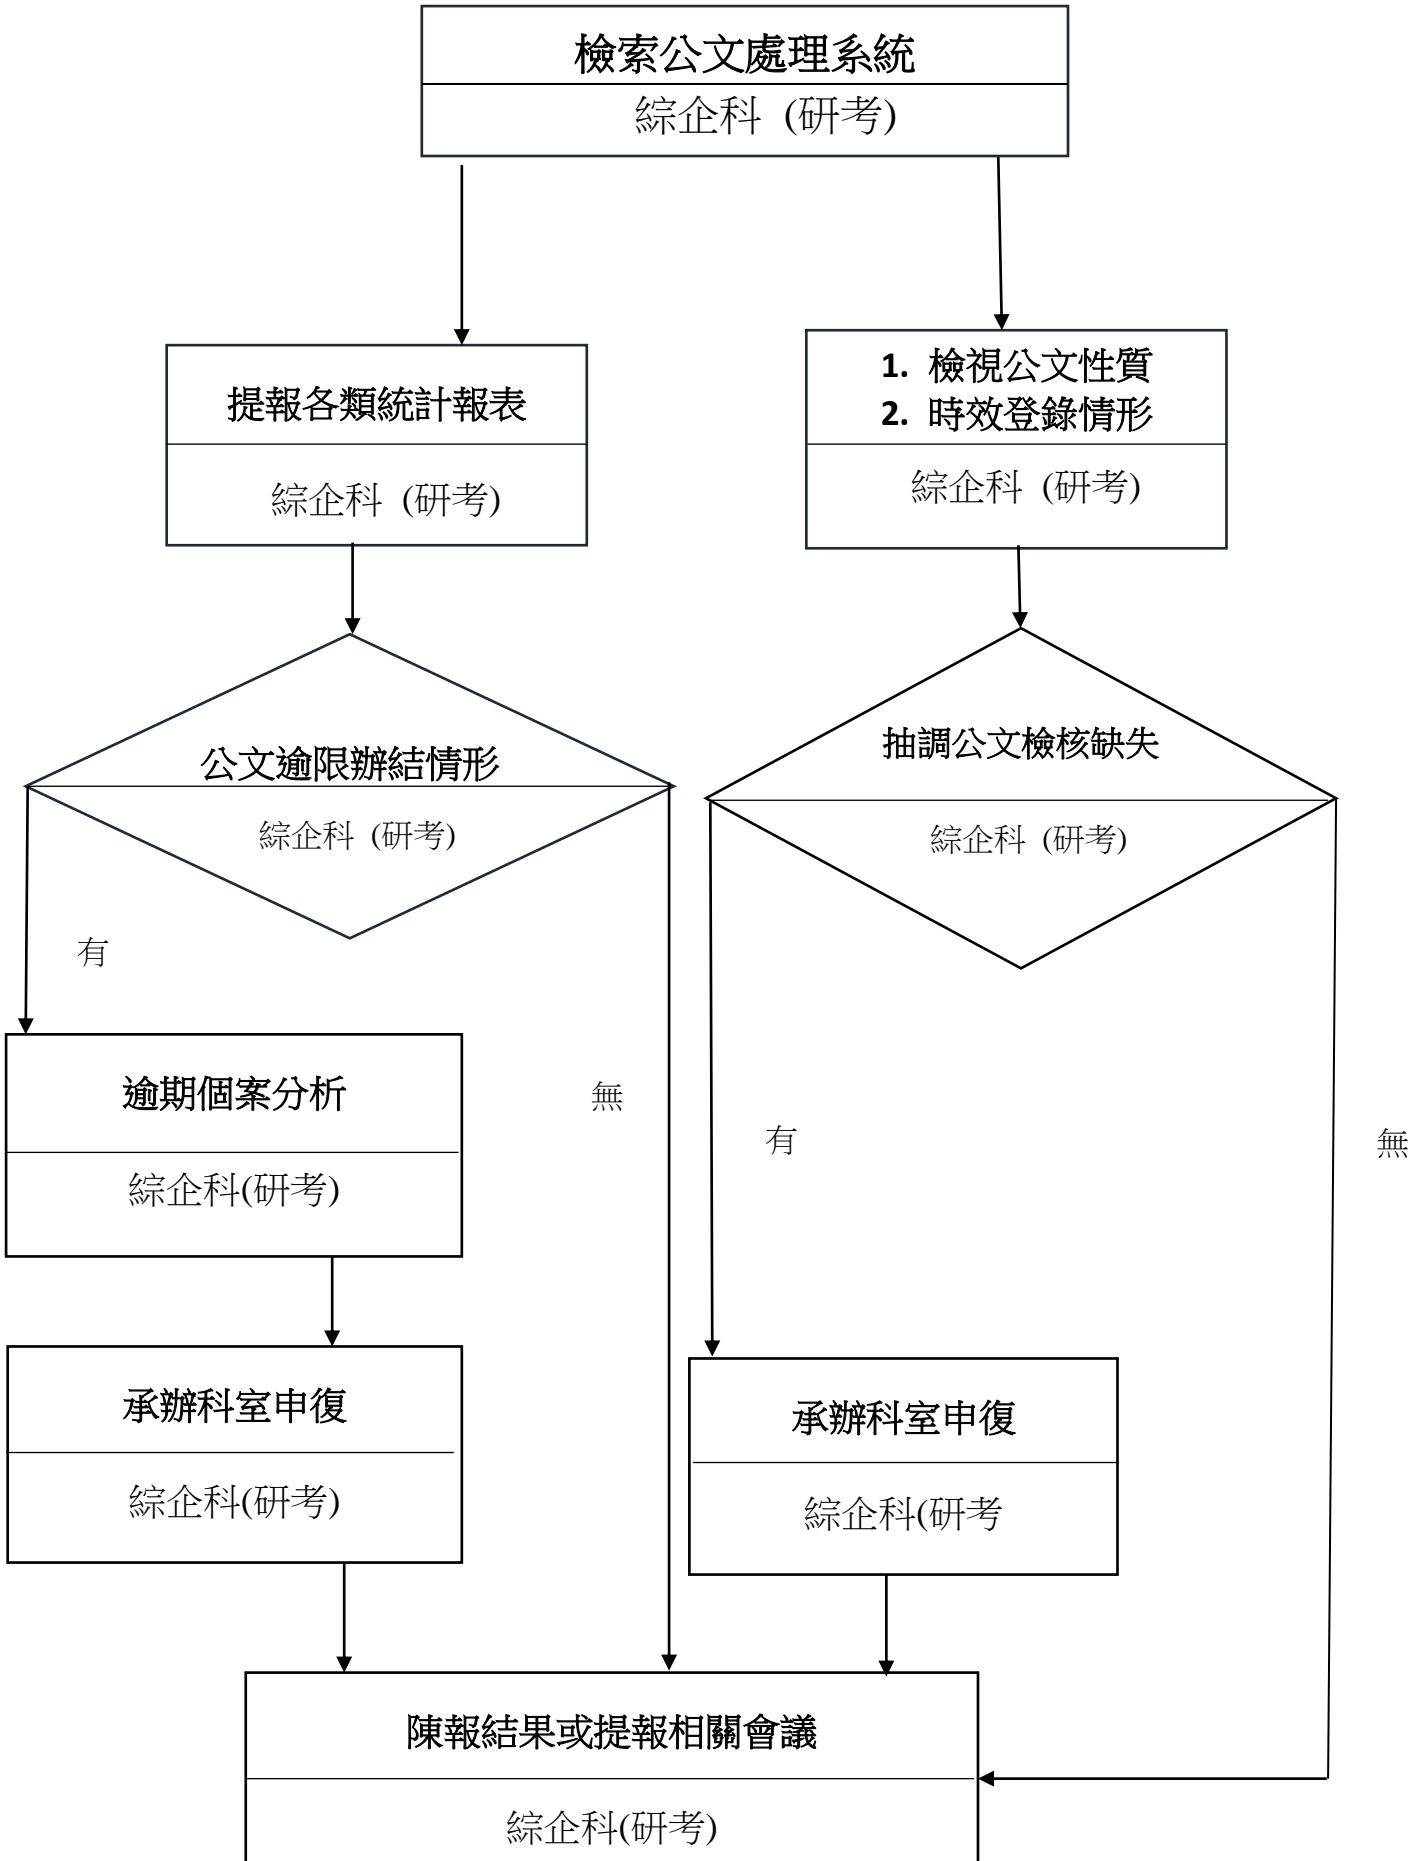 檢索公文處理系統
綜企科 (研考)
提報各類統計報表
綜企科 (研考)
1. 檢視公文性質
2. 時效登錄情形
綜企科 (研考)
公文逾限辦結情形
綜企科 (研考)
抽調公文檢核缺失
綜企科 (研考)
有
無
有
無
逾期個案分析
綜企科(研考)
承辦科室申復
綜企科(研考)
承辦科室申復
綜企科(研考
陳報結果或提報相關會議
綜企科(研考)